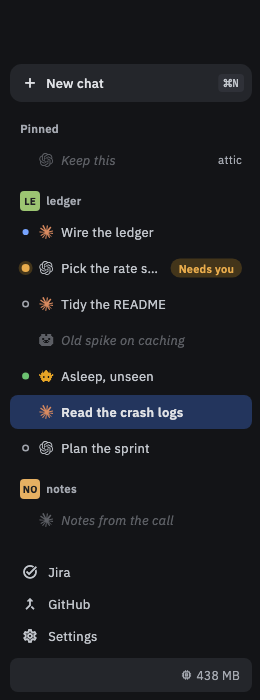 New chat ⌘N
Pinned
Keep this attic
LE ledger
Wire the ledger
Pick the rate s... Needs you
Tidy the README
Old spike on caching
Asleep, unseen
Read the crash logs
Plan the sprint
NO notes
Notes from the call
Jira
GitHub
Settings
438 MB